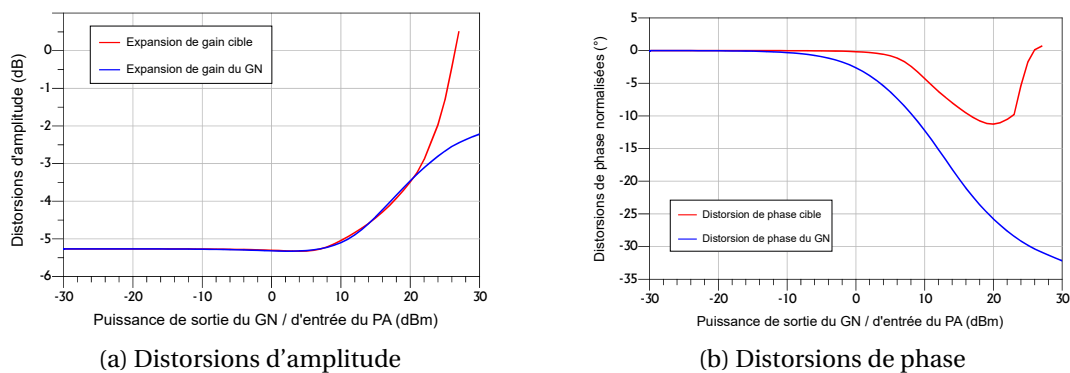 Distorsions d'amplitude (dB)
0
-1
-2
-3
-4
-5
-6
Expansion de gain cible
Expansion de gain du GN
-30 -20 -10 0 10 20 30
Puissance de sortie du GN / d'entrée du PA (dBm)
(a) Distorsions d'amplitude
Distorsions de phase normalisées (°)
5
0
-5
-10
-15
-20
-25
-30
-35
Distorsion de phase cible
Distorsion de phase du GN
-30 -20 -10 0 10 20 30
Puissance de sortie du GN / d'entrée du PA (dBm)
(b) Distorsions de phase